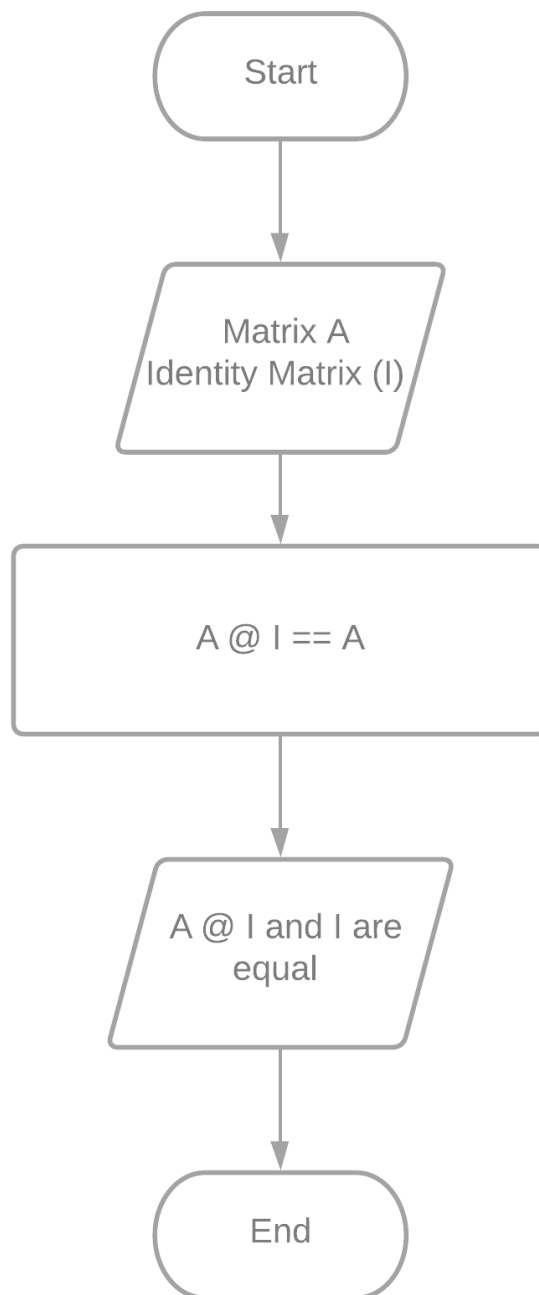 Start
Matrix A
Identity Matrix (I)
A @ I == A
A @ I and I are
equal
End